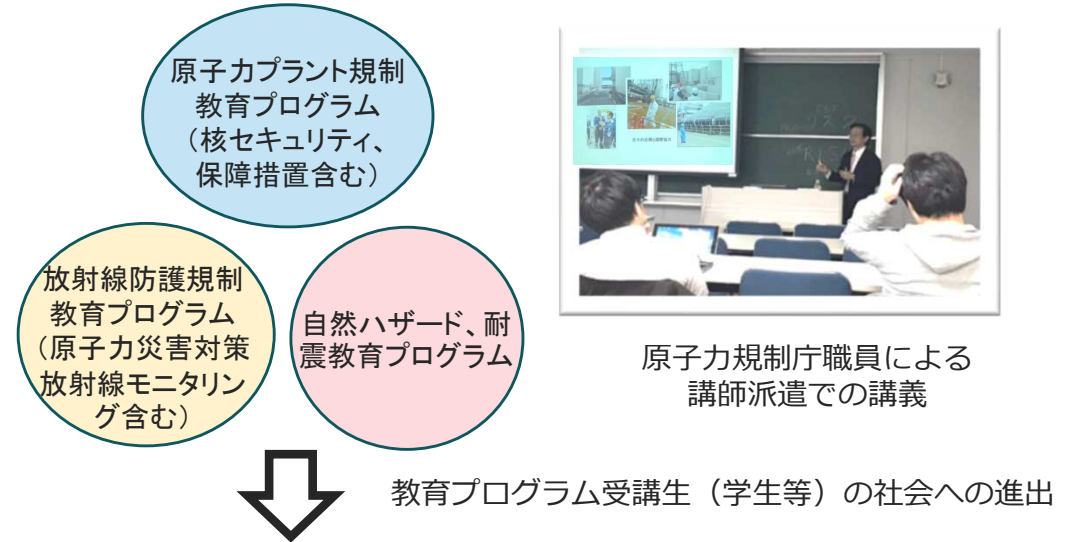 原子力プラント規制
教育プログラム
（核セキュリティ、
保障措置含む）
放射線防護規制
教育プログラム
（原子力災害対策
放射線モニタリン
グ含む）
自然ハザード、耐
震教育プログラム
原子力規制庁職員による
講師派遣での講義
教育プログラム受講生（学生等）の社会への進出